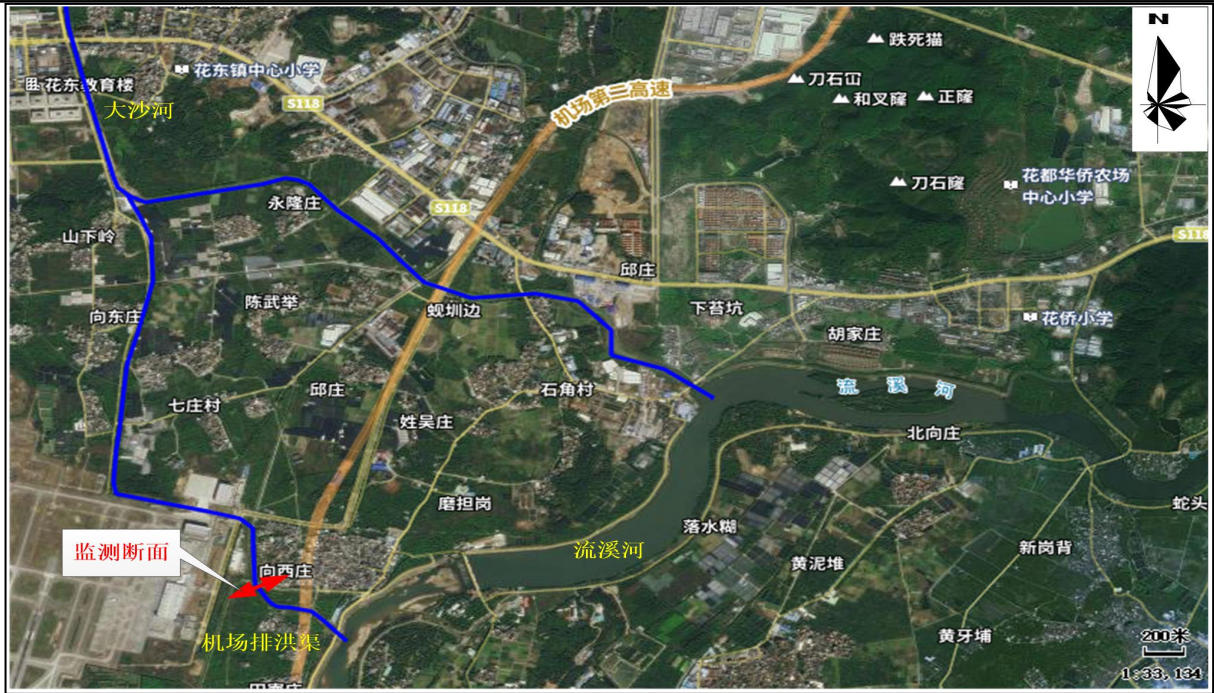 N
跌死猫
花东镇中心小学
刀石㟖
花东教育楼
机场第二高速
和叉窿
正窿
S118
大沙河
花都华侨农场
中心小学
刀石窿
永隆庄
S118
S118
山下岭
邱庄
陈武举
蚬圳边
下苔坑
向东庄
花侨小学
胡家庄
流溪河
七庄村
邱庄
石角村
姓吴庄
北向庄
磨担岗
蛇头
落水糊
监测断面
流溪河
新岗背
向西庄
黄泥堆
机场排洪渠
黄牙埔
200米
1:33,134